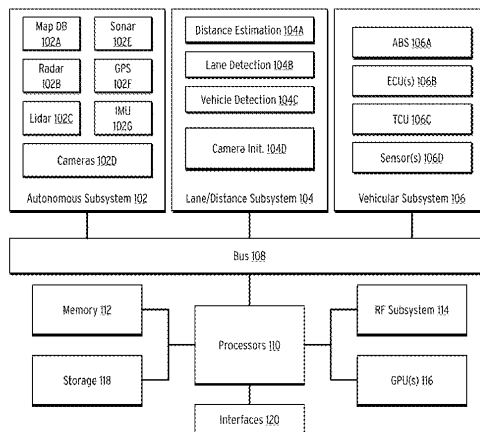 Map DB
102A
Sonar
102E
Radar
102B
GPS
102F
Lidar 102C
IMU
102G
Cameras 102D
Autonomous Subsystem 102
Distance Estimation 104A
Lane Detection 104B
Vehicle Detection 104C
Camera Init. 104D
Lane/Distance Subsystem 104
ABS 106A
ECU(s) 106B
TCU 106C
Sensor(s) 106D
Vehicular Subsystem 106
Bus 108
Memory 112
Storage 118
Processors 110
RF Subsystem 114
GPU(s) 116
Interfaces 120